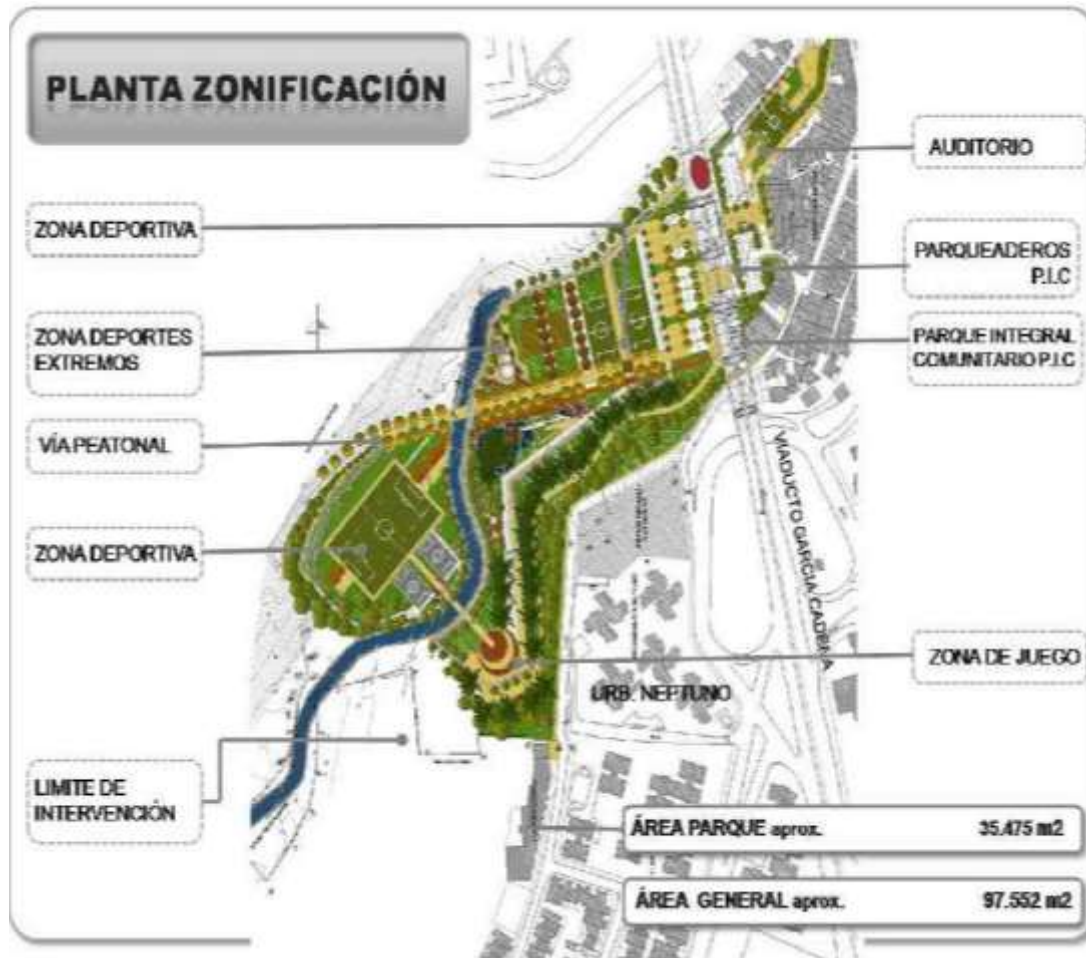 PLANTA ZONIFICACIÓN
AUDITORIO
ZONA DEPORTIVA
PARQUEADEROS
P.I.C
ZONA DEPORTES
EXTREMOS
PARQUE INTEGRAL
COMUNITARIO P.I.C
VÍA PEATONAL
VIADUCTO GARCIA CADENA
ZONA DEPORTIVA
ZONA DE JUEGO
URB. NEPTUNO
LIMITE DE
INTERVENCIÓN
ÁREA PARQUE aprox. 35.475 m2
ÁREA GENERAL aprox. 97.552 m2